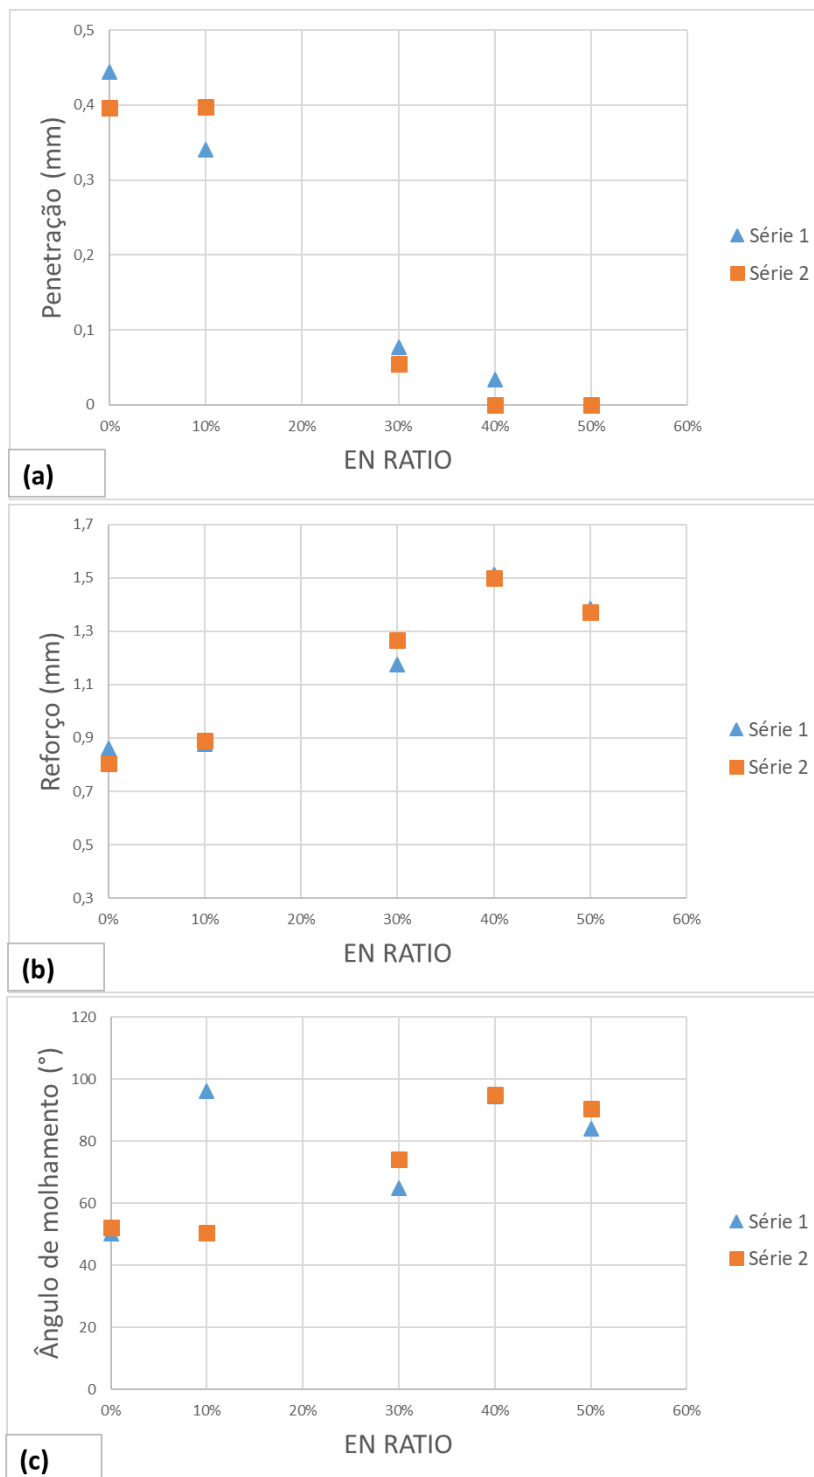 0,5
0,4
0,3
0,2
0,1
0
Penetração (mm)
0%
10%
20%
30%
40%
50%
60%
EN RATIO
Série 1
Série 2
(a)
1,7
1,5
1,3
1,1
0,9
0,7
0,5
0,3
Reforço (mm)
0%
10%
20%
30%
40%
50%
60%
EN RATIO
Série 1
Série 2
(b)
120
100
80
60
40
20
0
Ângulo de molhamento (°)
0%
10%
20%
30%
40%
50%
60%
EN RATIO
Série 1
Série 2
(c)